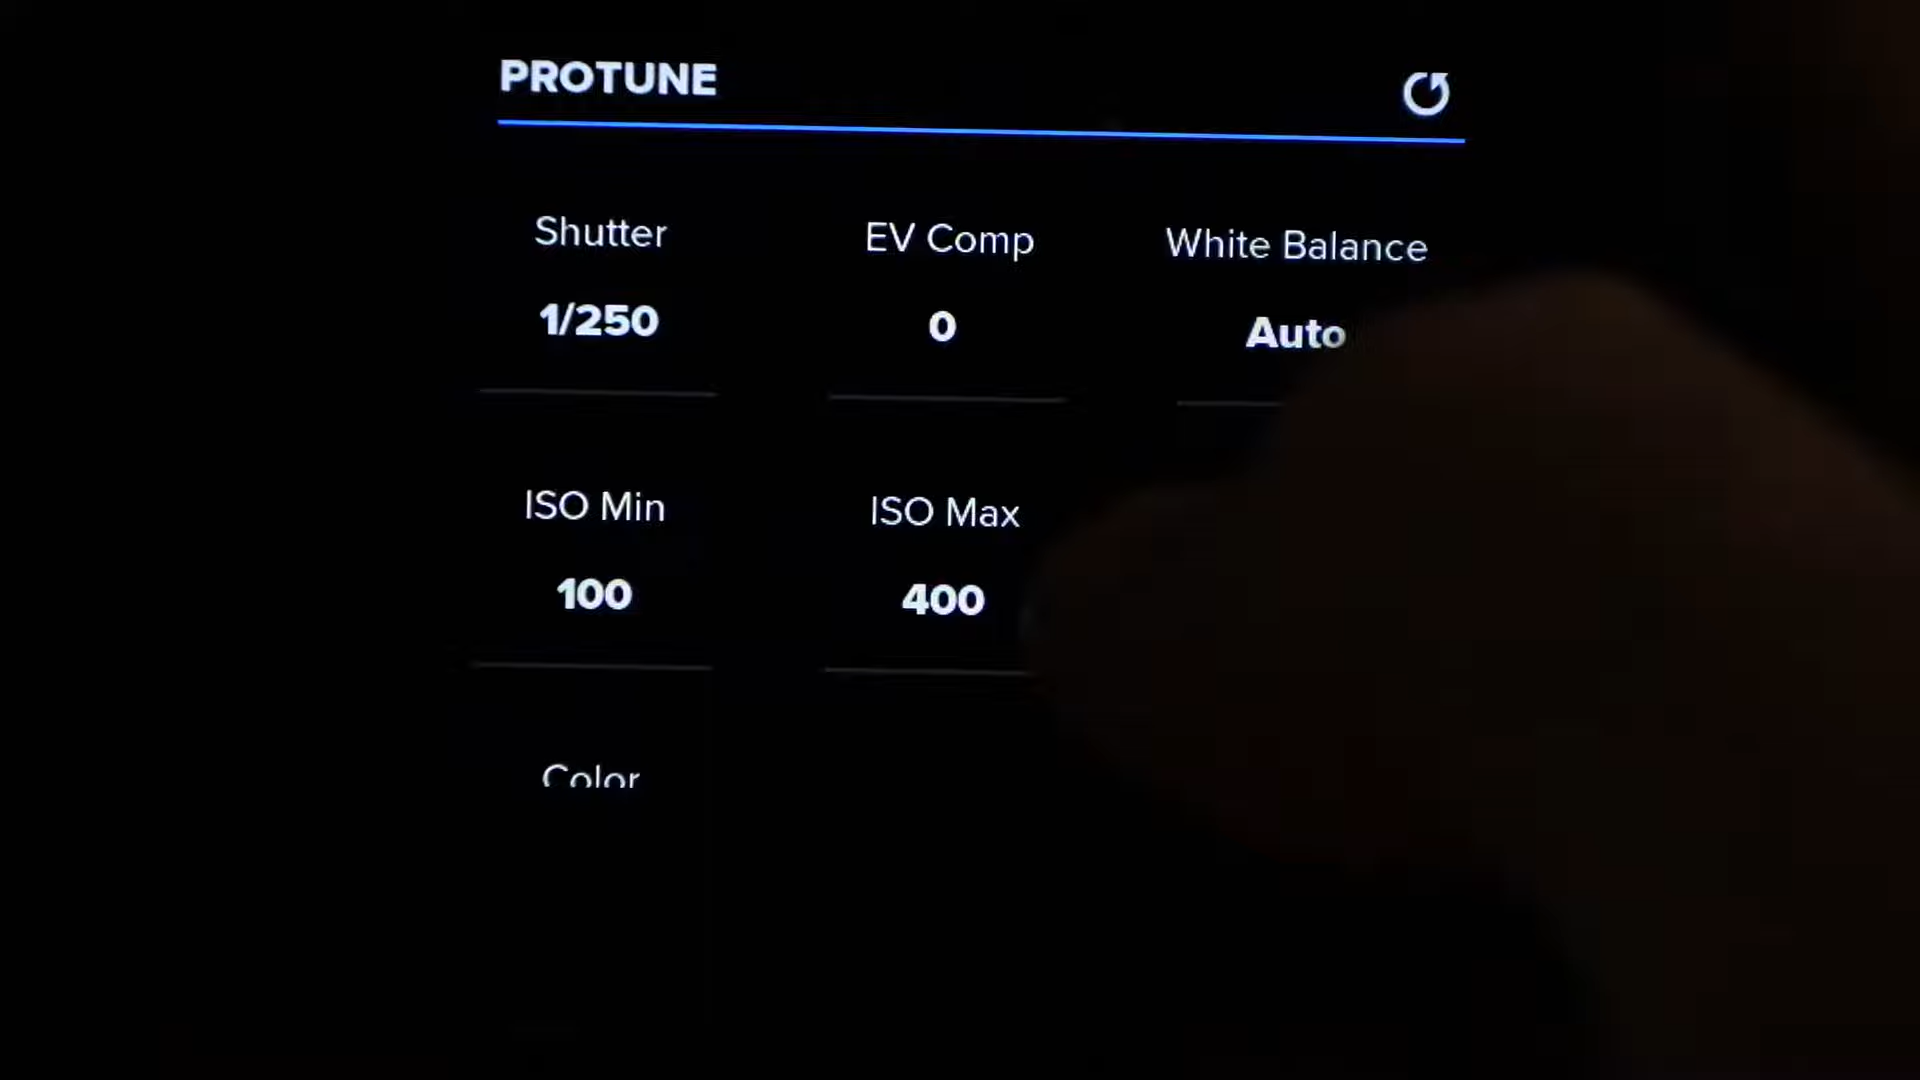 PROTUNE
Shutter EV Comp White Balance
1/250 0 Auto
ISO Min ISO Max
100 400
Color